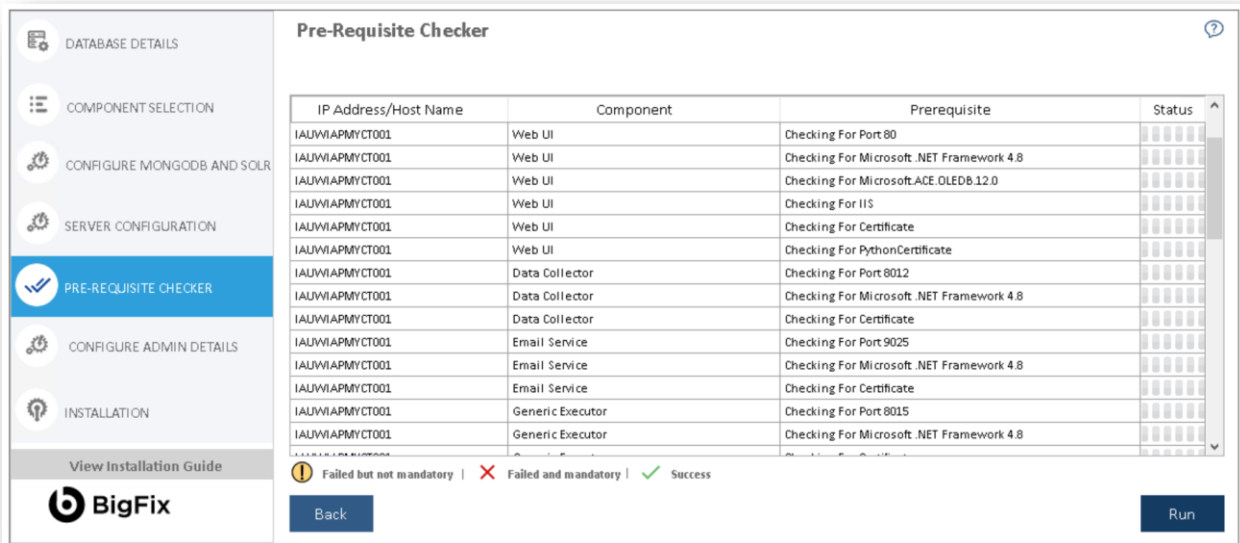 DATABASE DETAILS
COMPONENT SELECTION
CONFIGURE MONGODB AND SOLR
SERVER CONFIGURATION
PRE-REQUISITE CHECKER
CONFIGURE ADMIN DETAILS
INSTALLATION
View Installation Guide
BigFix
Pre-Requisite Checker
IP Address/Host Name Component Prerequisite Status
IAUWIAPMYCT001 Web UI Checking For Port 80
IAUWIAPMYCT001 Web UI Checking For Microsoft .NET Framework 4.8
IAUWIAPMYCT001 Web UI Checking For Microsoft.ACE.OLEDB.12.0
IAUWIAPMYCT001 Web UI Checking For IIS
IAUWIAPMYCT001 Web UI Checking For Certificate
IAUWIAPMYCT001 Web UI Checking For PythonCertificate
IAUWIAPMYCT001 Data Collector Checking For Port 8012
IAUWIAPMYCT001 Data Collector Checking For Microsoft .NET Framework 4.8
IAUWIAPMYCT001 Data Collector Checking For Certificate
IAUWIAPMYCT001 Email Service Checking For Port 9025
IAUWIAPMYCT001 Email Service Checking For Microsoft .NET Framework 4.8
IAUWIAPMYCT001 Email Service Checking For Certificate
IAUWIAPMYCT001 Generic Executor Checking For Port 8015
IAUWIAPMYCT001 Generic Executor Checking For Microsoft .NET Framework 4.8
Failed but not mandatory | Failed and mandatory | Success
Back Run